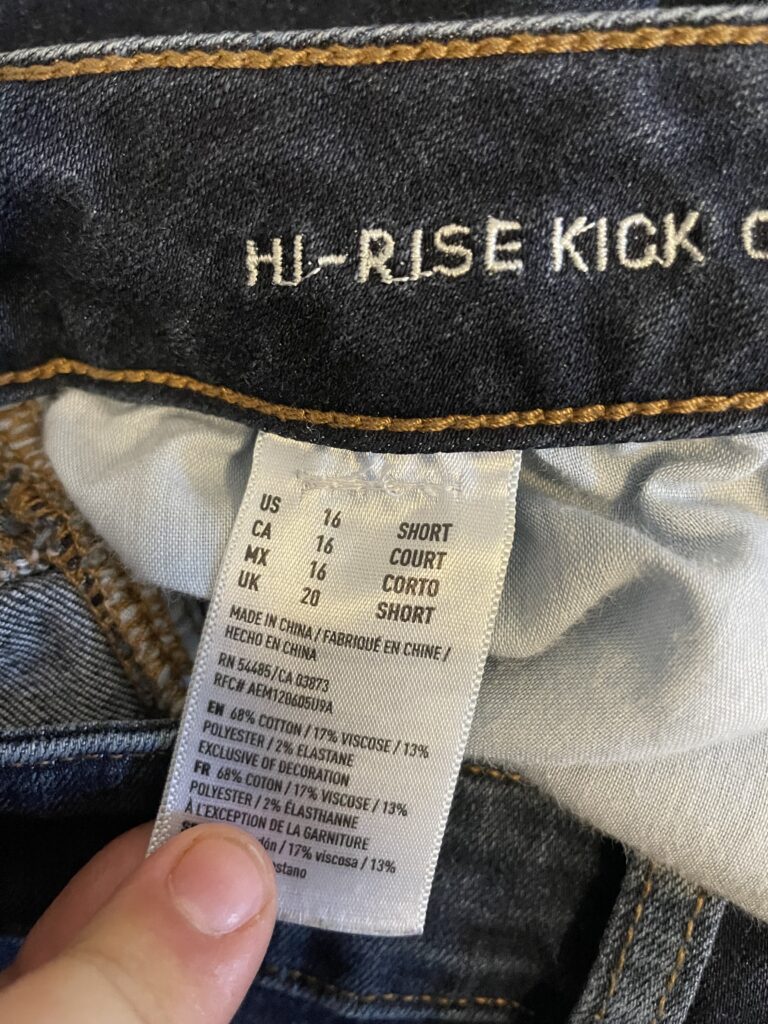 HI-RISE KICK
US 16 SHORT
CA 16 COURT
MX 16 CORTO
UK 20 SHORT
MADE IN CHINA / FABRIQUÉ EN CHINE /
HECHO EN CHINA
RN 54485/CA 03873
RFC# AEM120605U9A
EN 68% COTTON / 17% VISCOSE / 13%
POLYESTER / 2% ELASTANE
EXCLUSIVE OF DECORATION
FR 68% COTON / 17% VISCOSE / 13%
POLYESTER / 2% ÉLASTHANNE
À L'EXCEPTION DE LA GARNITURE
/ 17% viscosa / 13%